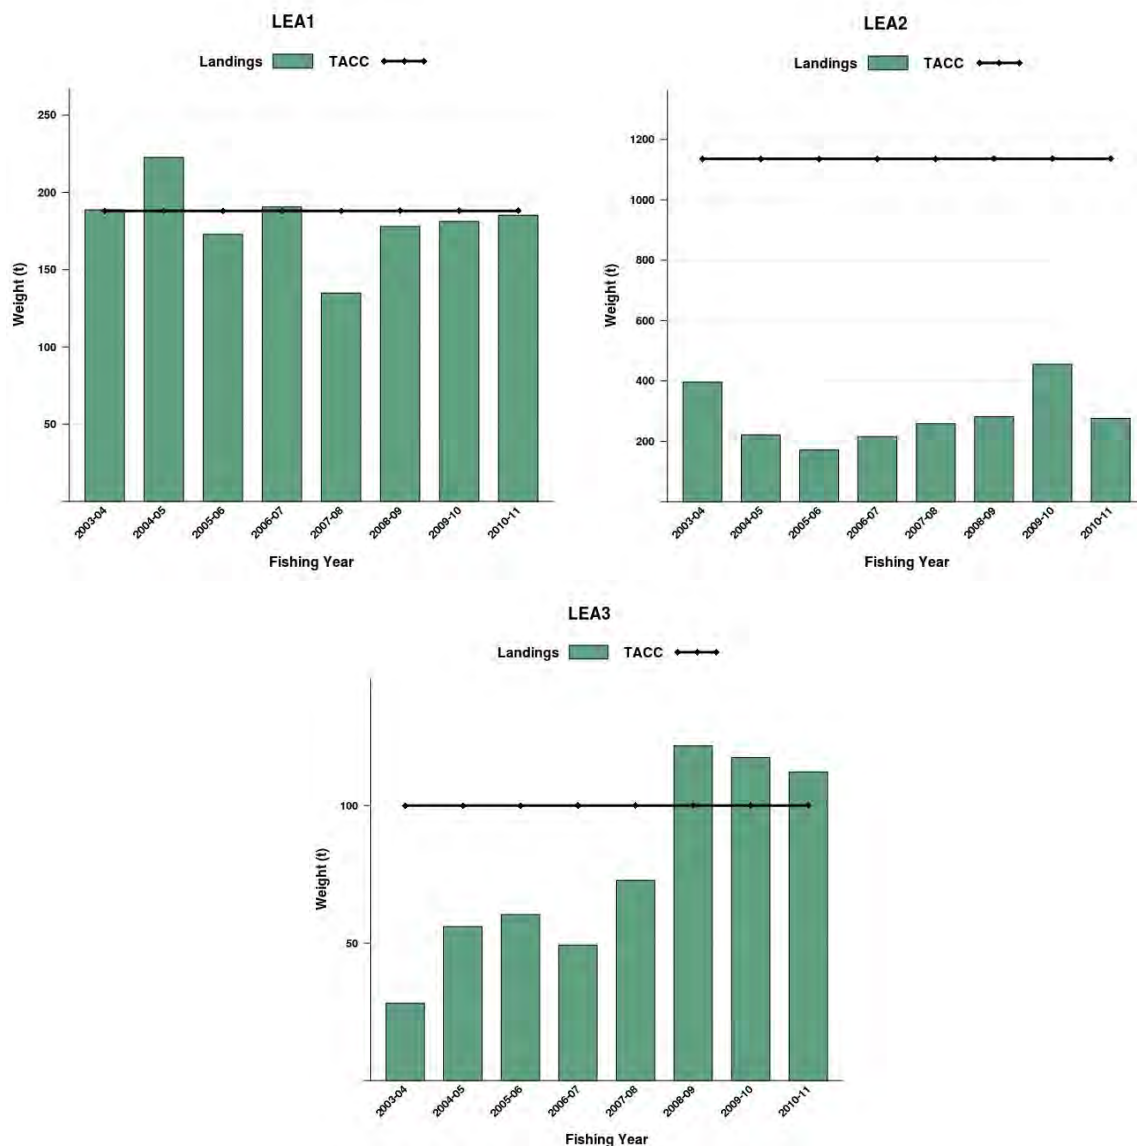 LEA1
Landings TACC
250
200
150
100
50
Weight (t)
2003-04 2004-05 2005-06 2006-07 2007-08 2008-09 2009-10 2010-11
Fishing Year
LEA2
Landings TACC
1200
1000
800
600
400
200
Weight (t)
2003-04 2004-05 2005-06 2006-07 2007-08 2008-09 2009-10 2010-11
Fishing Year
LEA3
Landings TACC
100
50
Weight (t)
2003-04 2004-05 2005-06 2006-07 2007-08 2008-09 2009-10 2010-11
Fishing Year